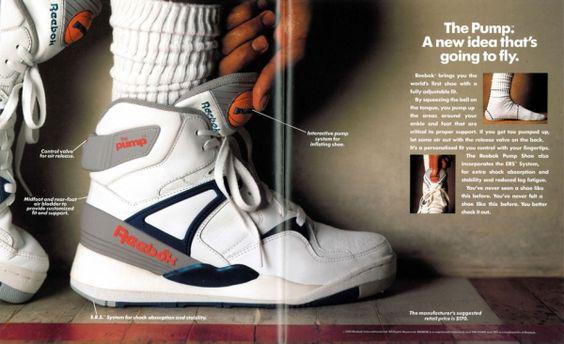 Reebok
The Pump.
A new idea that's
going to fly.
Reebok brings you the
world's first shoe with a
fully adjustable fit.
By squeezing the ball on
the tongue, you pump up
the areas around your
ankle and foot that are
critical to proper support. If you get too pumped up,
let some air out with the release valve on the back.
It's a personalized fit you control with your fingertips.
The Reebok Pump Shoe also
incorporates the ERS™ System,
for extra shock absorption and
stability and reduced leg fatigue.
You've never seen a shoe like
this before. You've never felt a
shoe like this before. You better
check it out.
Reebok
Interactive pump
system for
inflating shoe.
Control valve
for air release.
the
pump
Midfoot and rear-foot
air bladder to
provide customized
fit and support.
Reebok
E.R.S.™ System for shock absorption and stability.
The manufacturer's suggested
retail price is $170.